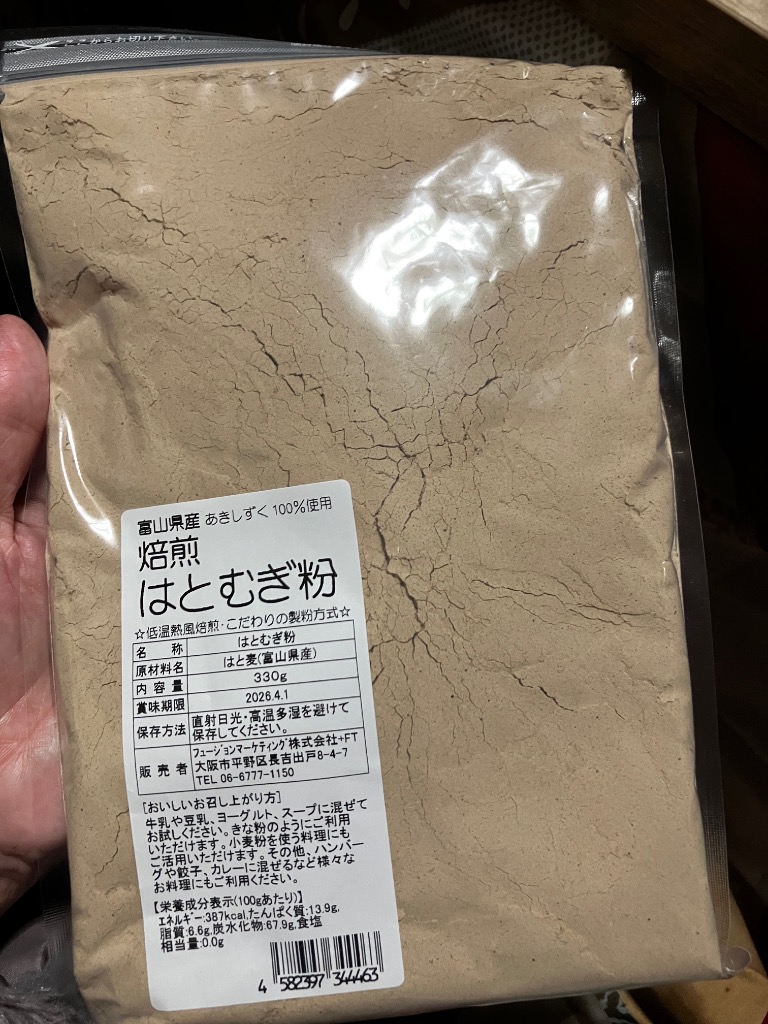 ここからお切り下さい
富山県産 あきしずく 100%使用
焙煎
はとむぎ粉
☆低温熱風焙煎・こだわりの製粉方式☆
名 称 はとむぎ粉
原材料名 はと麦(富山県産)
内容量 330g
賞味期限 2026.4.1
保存方法 直射日光・高温多湿を避けて
保存してください。
販売者 フュージョンマーケティング株式会社+FT
大阪市平野区長吉出戸8-4-7
TEL 06-6777-1150
[おいしいお召し上がり方]
牛乳や豆乳、ヨーグルト、スープに混ぜて
お試しください。きな粉のようにご利用
いただけます。小麦粉を使う料理にも
ご活用いただけます。その他、ハンバー
グや餃子、カレーに混ぜるなど様々な
お料理にもご利用ください。
【栄養成分表示(100gあたり)】
エネルギー:387kcal,たんぱく質:13.9g,
脂質:6.6g,炭水化物:67.9g,食塩
相当量:0.0g
4 582397 344463